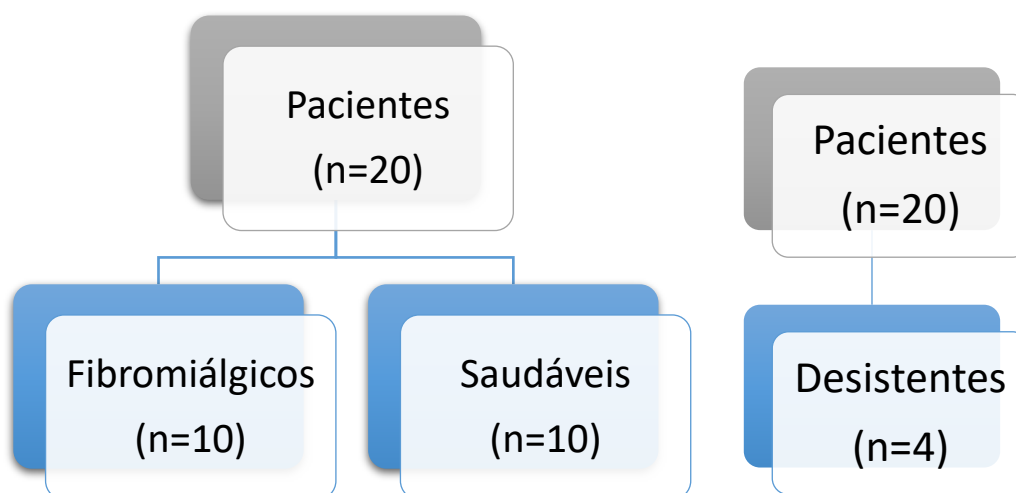 Pacientes
(n=20)
Fibromiálgicos
(n=10)
Saudáveis
(n=10)
Pacientes
(n=20)
Desistentes
(n=4)